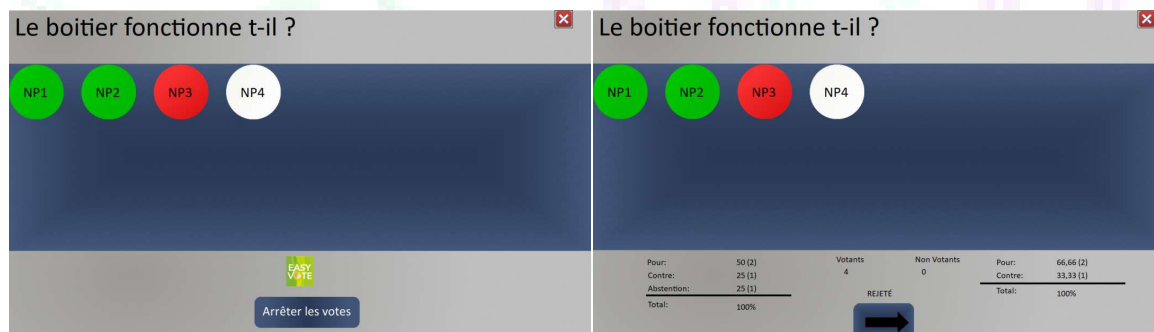 Le boitier fonctionne t-il ?
NP1 NP2 NP3 NP4
EASY
VOTE
Arrêter les votes
Le boitier fonctionne t-il ?
NP1 NP2 NP3 NP4
Pour: 50 (2)
Contre: 25 (1)
Abstention: 25 (1)
Total: 100%
Votants Non Votants
4 0
REJETÉ
Pour: 66,66 (2)
Contre: 33,33 (1)
Total: 100%